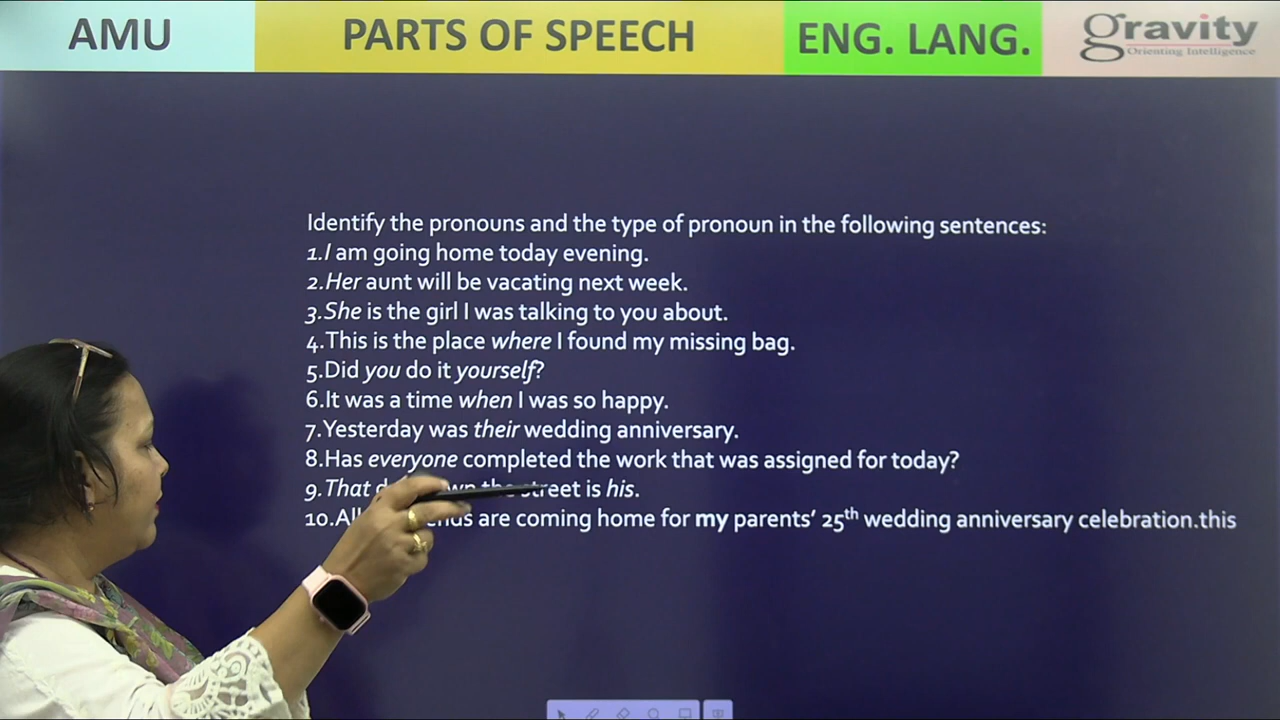 AMU
PARTS OF SPEECH
ENG. LANG.
gravity
Orienting Intelligence
Identify the pronouns and the type of pronoun in the following sentences:
1.I am going home today evening.
2.Her aunt will be vacating next week.
3.She is the girl I was talking to you about.
4.This is the place where I found my missing bag.
5.Did you do it yourself?
6.It was a time when I was so happy.
7.Yesterday was their wedding anniversary.
8.Has everyone completed the work that was assigned for today?
9.That the street is his.
10.All are coming home for my parents’ 25th wedding anniversary celebration.this